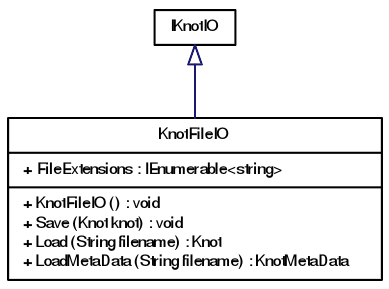 IKnotIO
KnotFileIO
+ FileExtensions : IEnumerable<string>
+ KnotFileIO () : void
+ Save (Knot knot) : void
+ Load (String filename) : Knot
+ LoadMetaData (String filename) : KnotMetaData